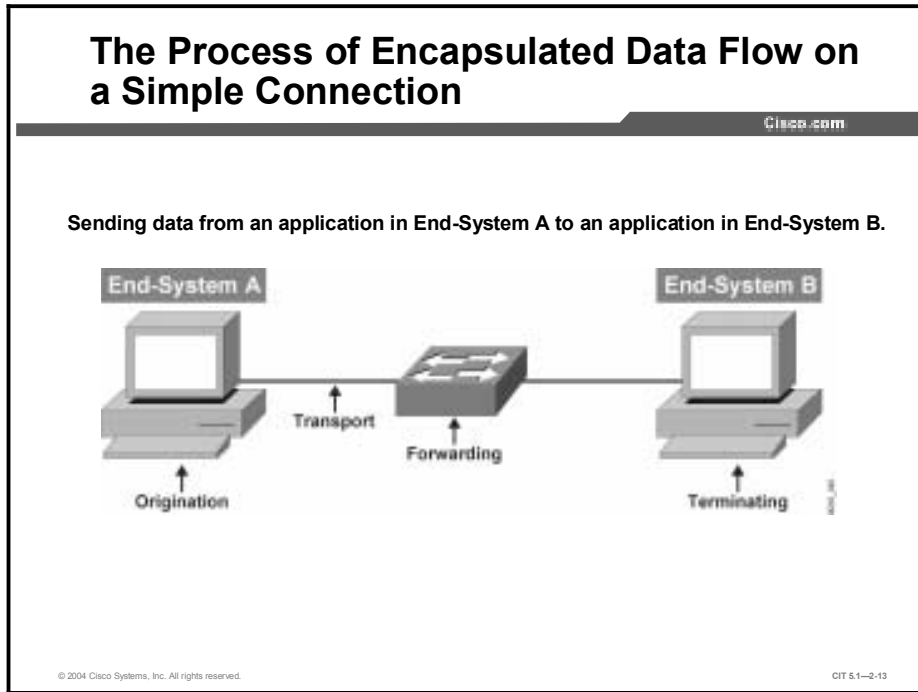 The Process of Encapsulated Data Flow on
a Simple Connection
Cisco.com
Sending data from an application in End-System A to an application in End-System B.
End-System A
End-System B
Transport
Forwarding
Origination
Terminating
© 2004 Cisco Systems, Inc. All rights reserved.
CIT 5.1—2-13